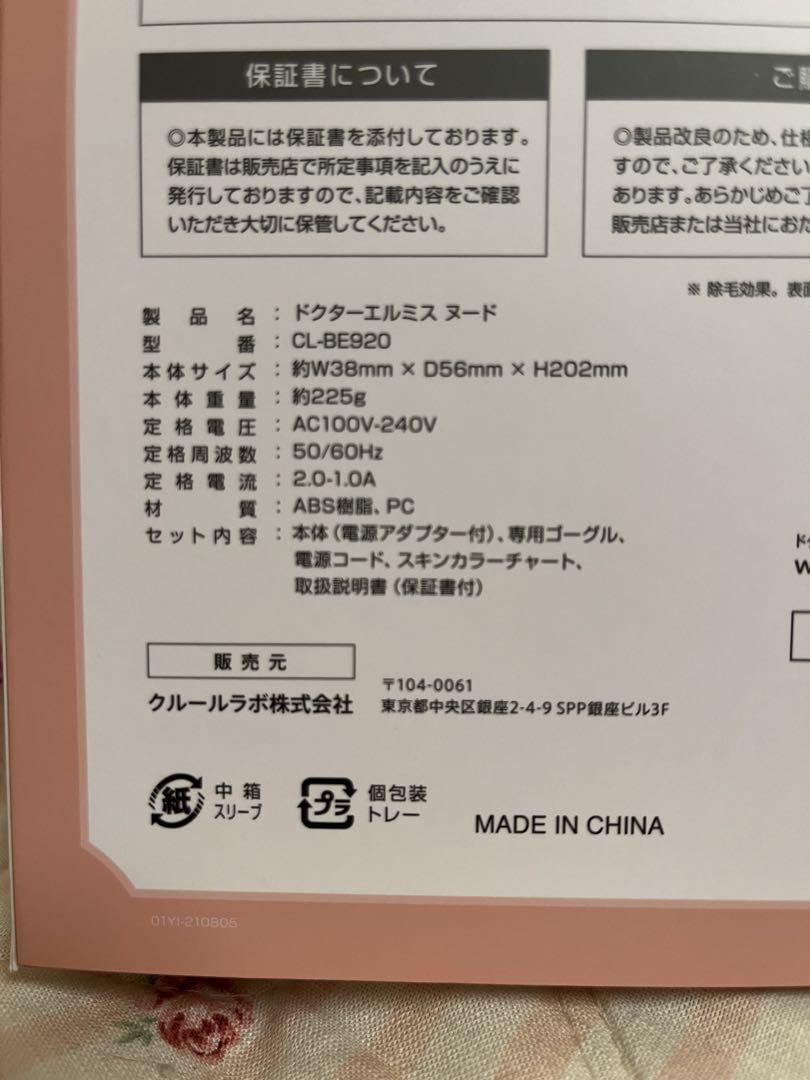 保証書について
◎本製品には保証書を添付しております。
保証書は販売店で所定事項を記入のうえに
発行しておりますので、記載内容をご確認
いただき大切に保管してください。
ご
◎製品改良のため、仕様
すので、ご了承ください
あります。あらかじめご了
販売店または当社におた
※ 除毛効果。表面
製品名 : ドクターエルミス ヌード
型番 : CL-BE920
本体サイズ : 約W38mm × D56mm × H202mm
本体重量 : 約225g
定格電圧 : AC100V-240V
定格周波数 : 50/60Hz
定格電流 : 2.0-1.0A
材質 : ABS樹脂、PC
セット内容 : 本体（電源アダプター付）、専用ゴーグル、
電源コード、スキンカラーチャート、
取扱説明書（保証書付）
ドク
販売元
クルールラボ株式会社
〒104-0061
東京都中央区銀座2-4-9 SPP銀座ビル3F
紙
中箱
スリーブ
プラ
個包装
トレー
MADE IN CHINA
01YI-210805